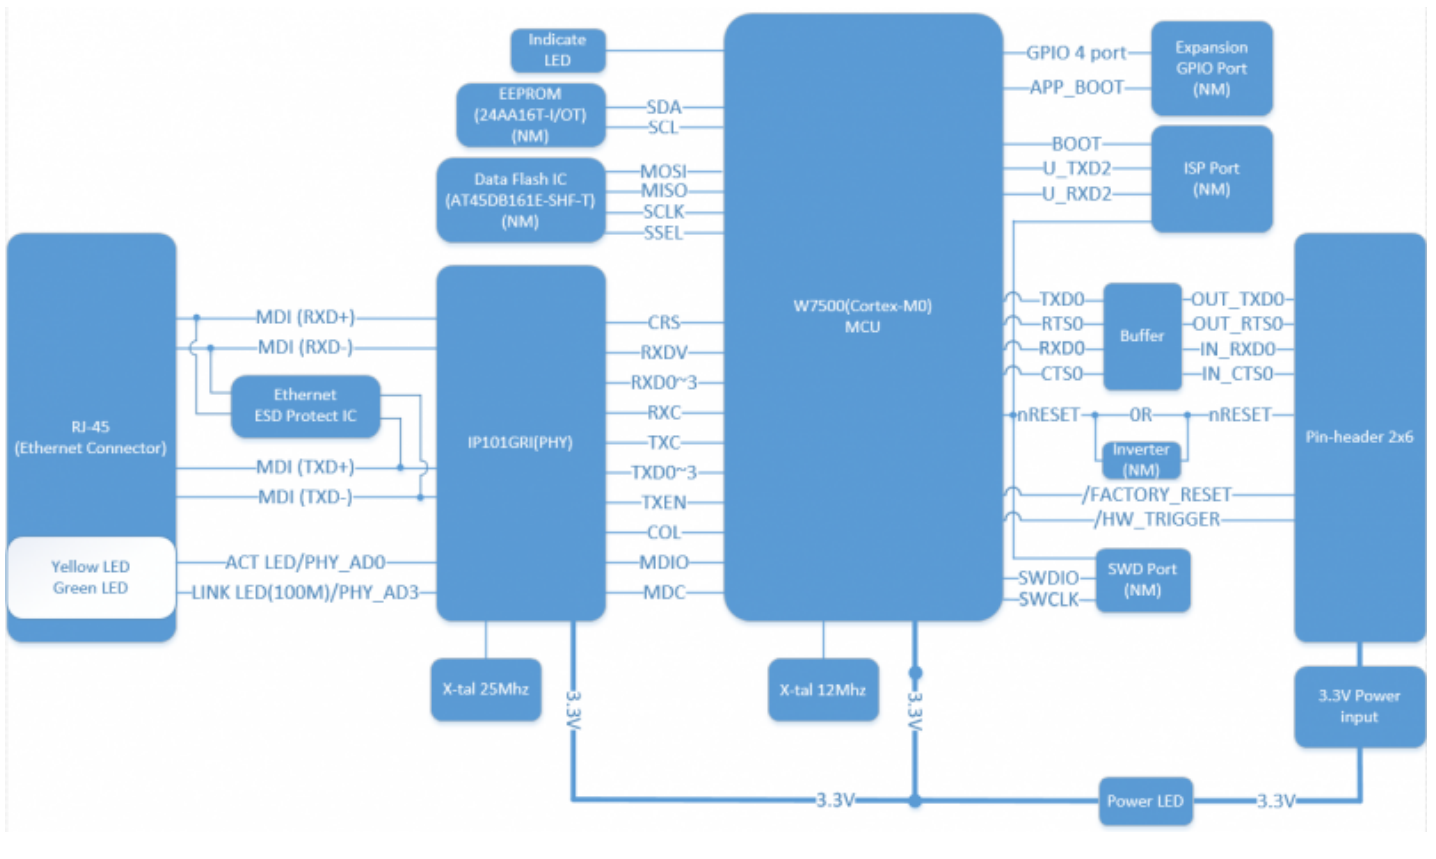 Indicate
LED
EEPROM
(24AA16T-I/OT)
(NM)
SDA
SCL
Data Flash IC
(AT45DB161E-SHF-T)
(NM)
MOSI
MISO
SCLK
SSEL
W7500(Cortex-M0)
MCU
GPIO 4 port
APP_BOOT
Expansion
GPIO Port
(NM)
BOOT
U_TXD2
U_RXD2
ISP Port
(NM)
RJ-45
(Ethernet Connector)
Yellow LED
Green LED
MDI (RXD+)
MDI (RXD-)
Ethernet
ESD Protect IC
MDI (TXD+)
MDI (TXD-)
ACT LED/PHY_AD0
LINK LED(100M)/PHY_AD3
IP101GRI(PHY)
CRS
RXDV
RXD0~3
RXC
TXC
TXD0~3
TXEN
COL
MDIO
MDC
TXD0
RTS0
RXD0
CTS0
Buffer
OUT_TXD0
OUT_RTS0
IN_RXD0
IN_CTS0
nRESET
0R
nRESET
Inverter
(NM)
/FACTORY_RESET
/HW_TRIGGER
SWDIO
SWCLK
SWD Port
(NM)
Pin-header 2x6
X-tal 25Mhz
3.3V
X-tal 12Mhz
3.3V
3.3V Power
input
3.3V
Power LED
3.3V